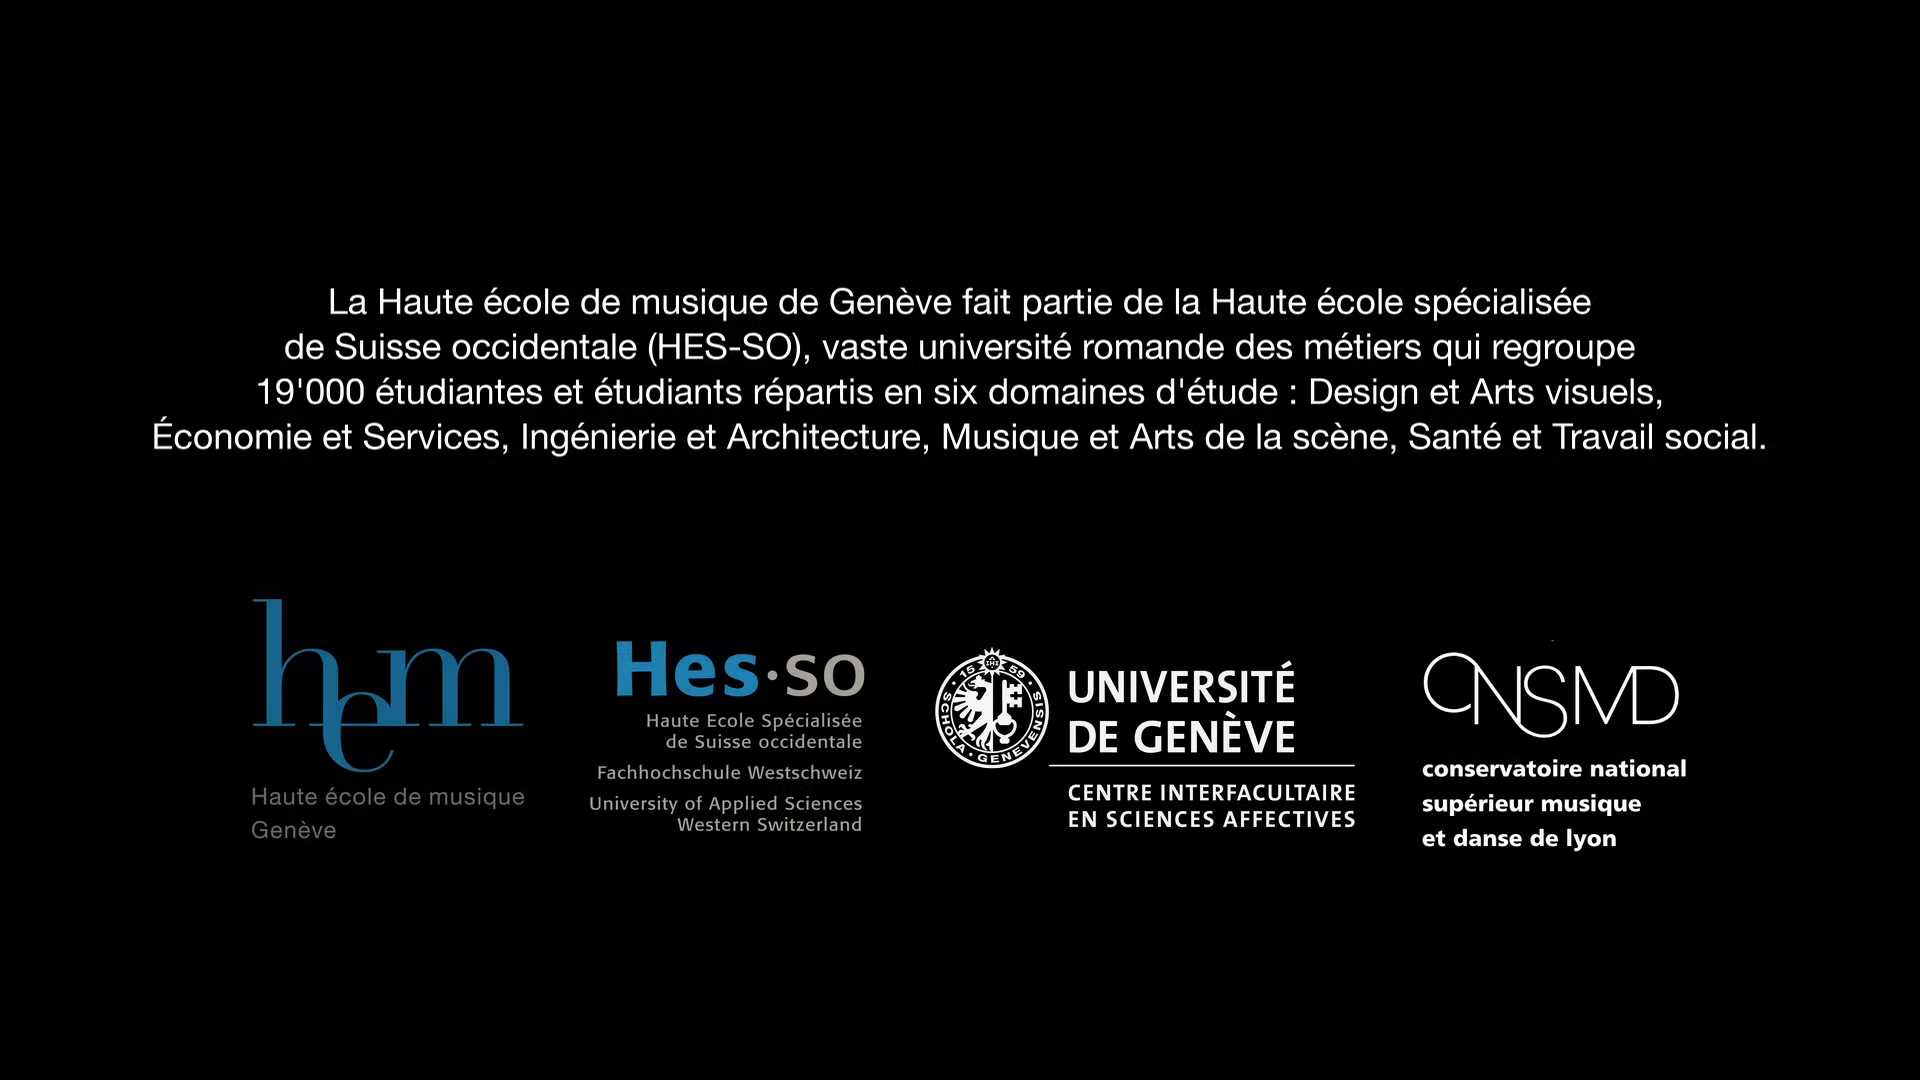 La Haute école de musique de Genève fait partie de la Haute école spécialisée
de Suisse occidentale (HES-SO), vaste université romande des métiers qui regroupe
19'000 étudiantes et étudiants répartis en six domaines d'étude : Design et Arts visuels,
Économie et Services, Ingénierie et Architecture, Musique et Arts de la scène, Santé et Travail social.
hem
Haute école de musique
Genève
Hes·so
Haute Ecole Spécialisée
de Suisse occidentale
Fachhochschule Westschweiz
University of Applied Sciences
Western Switzerland
1559
SCHOLA · GENEVENSIS
IHS
UNIVERSITÉ
DE GENÈVE
CENTRE INTERFACULTAIRE
EN SCIENCES AFFECTIVES
CNSMD
conservatoire national
supérieur musique
et danse de lyon